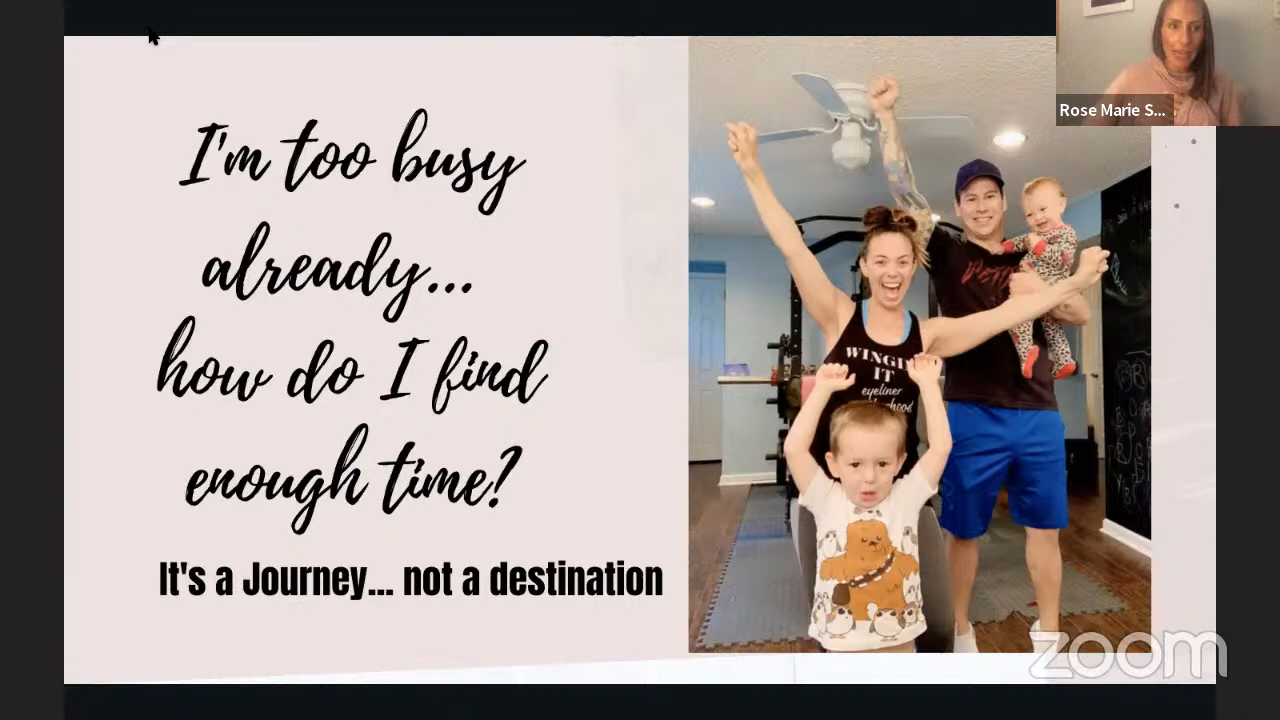 I'm too busy
already...
how do I find
enough time?
It's a Journey... not a destination
Rose Marie S...
WINGIN
IT
eyeliner
zoom